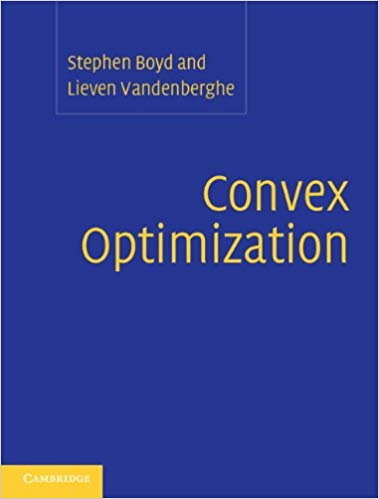 Stephen Boyd and
Lieven Vandenberghe
Convex
Optimization
CAMBRIDGE